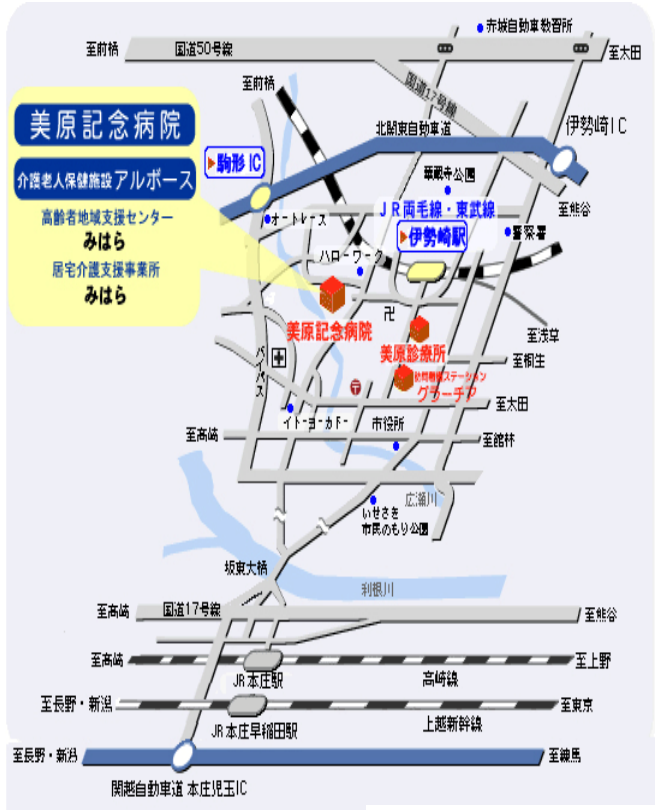 赤城自動車教習所
至前橋
国道50号線
至太田
至前橋
国道17号線
北関東自動車道
伊勢崎IC
美原記念病院
介護老人保健施設 アルボース
高齢者地域支援センター
みはら
居宅介護支援事業所
みはら
駒形IC
華蔵寺公園
至熊谷
オートレース
JR両毛線・東武線
伊勢崎駅
警察署
ハローワーク
卍
至浅草
美原記念病院
美原診療所
訪問看護ステーション
グラーチア
至桐生
バイパス
〒
至太田
イトーヨーカドー
市役所
至高崎
至館林
広瀬川
いせさき
市民のもり公園
坂東大橋
利根川
至高崎
国道17号線
至熊谷
至高崎
JR本庄駅
高崎線
至上野
至長野・新潟
JR本庄早稲田駅
上越新幹線
至東京
至長野・新潟
至練馬
関越自動車道 本庄児玉IC